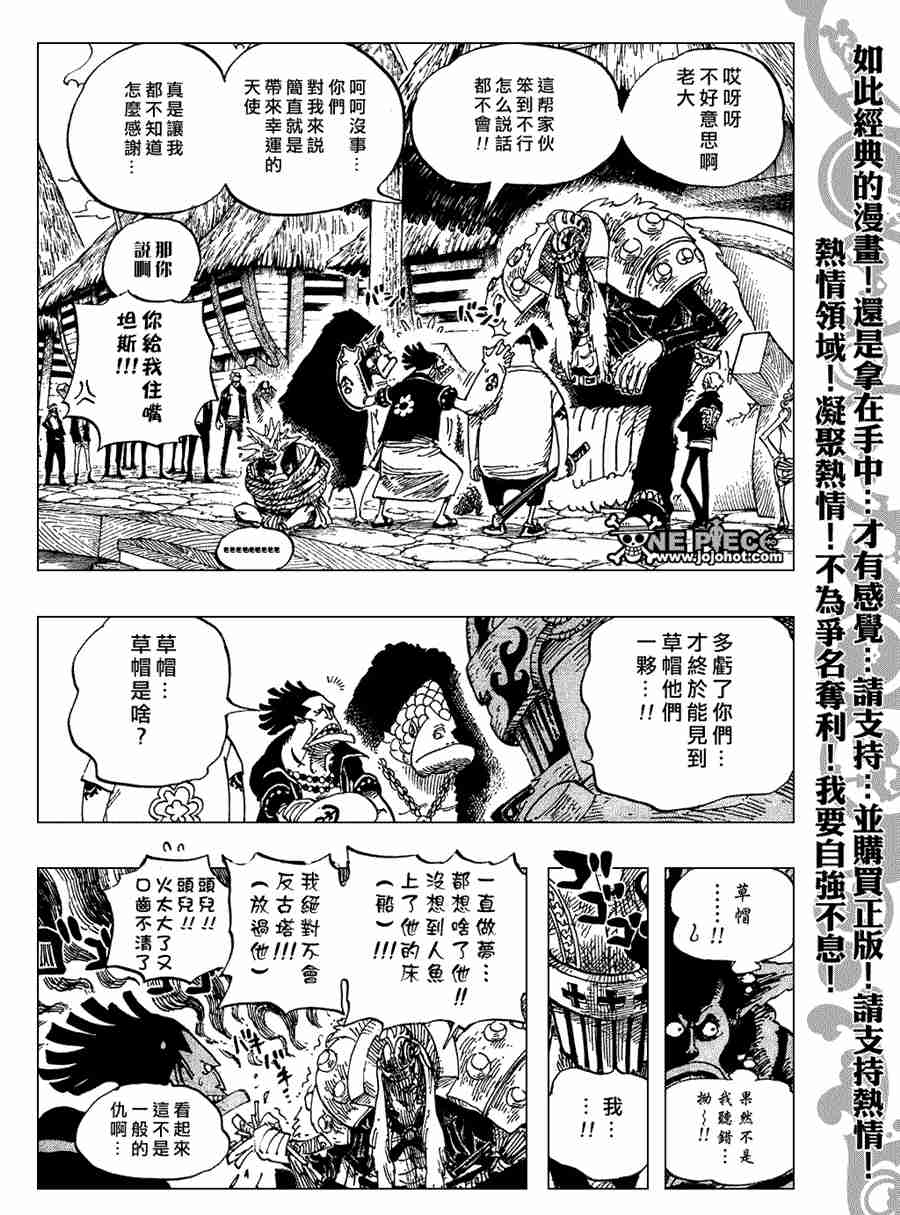 哎呀呀
不好意思啊
老大
這帮家伙
笨到不行
怎么説話
都不會!!
呵呵沒事…
你們
對我來説
簡直就是
帶來幸運的
天使
真是讓我
都不知道
怎麼感謝…
那你
説啊
你給我住嘴
坦斯!!!
ONE PIECE
www.jojohot.com
多虧了你們…
才終於能見到
草帽他們
一夥…!!
草帽…
草帽是啥?
草帽
……!!
果然不是
我聽錯…
拗～!!
我
…!!
一直做夢…
都想啥了他!!
沒想到人魚
上了他的床
(船)
我絕對不會
反古塔!!!
(放過他)
頭兒!!
頭兒!!
火太大了又
口齒不清了
看起來
這不是
一般的
仇啊…
如此經典的漫畫!還是拿在手中…才有感覺…請支持…並購買正版!請支持熱情!
熱情領域!凝聚熱情!不為爭名奪利!我要自強不息!